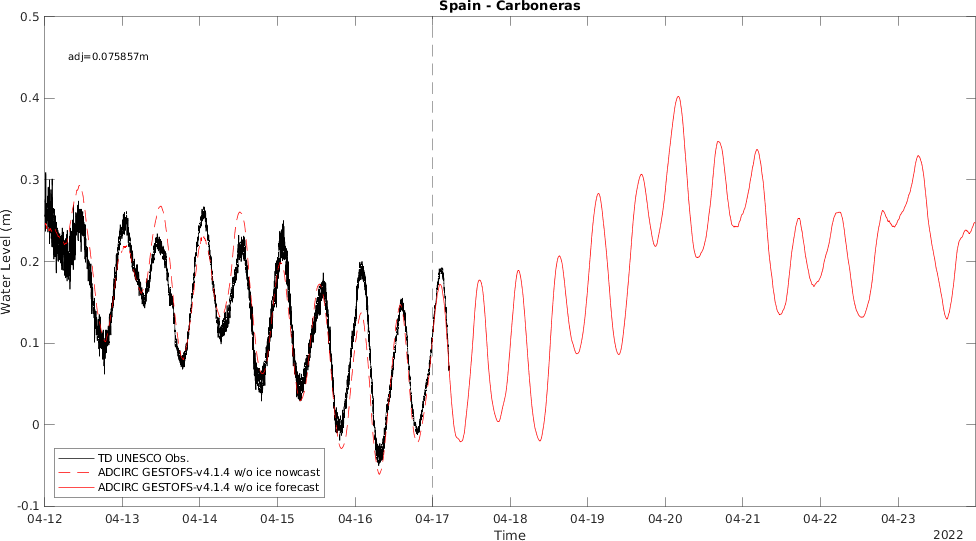 Spain - Carboneras
0.5
adj=0.075857m
0.4
0.3
0.2
0.1
0
-0.1
Water Level (m)
TD UNESCO Obs.
ADCIRC GESTOFS-v4.1.4 w/o ice nowcast
ADCIRC GESTOFS-v4.1.4 w/o ice forecast
04-12 04-13 04-14 04-15 04-16 04-17 04-18 04-19 04-20 04-21 04-22 04-23
Time
2022